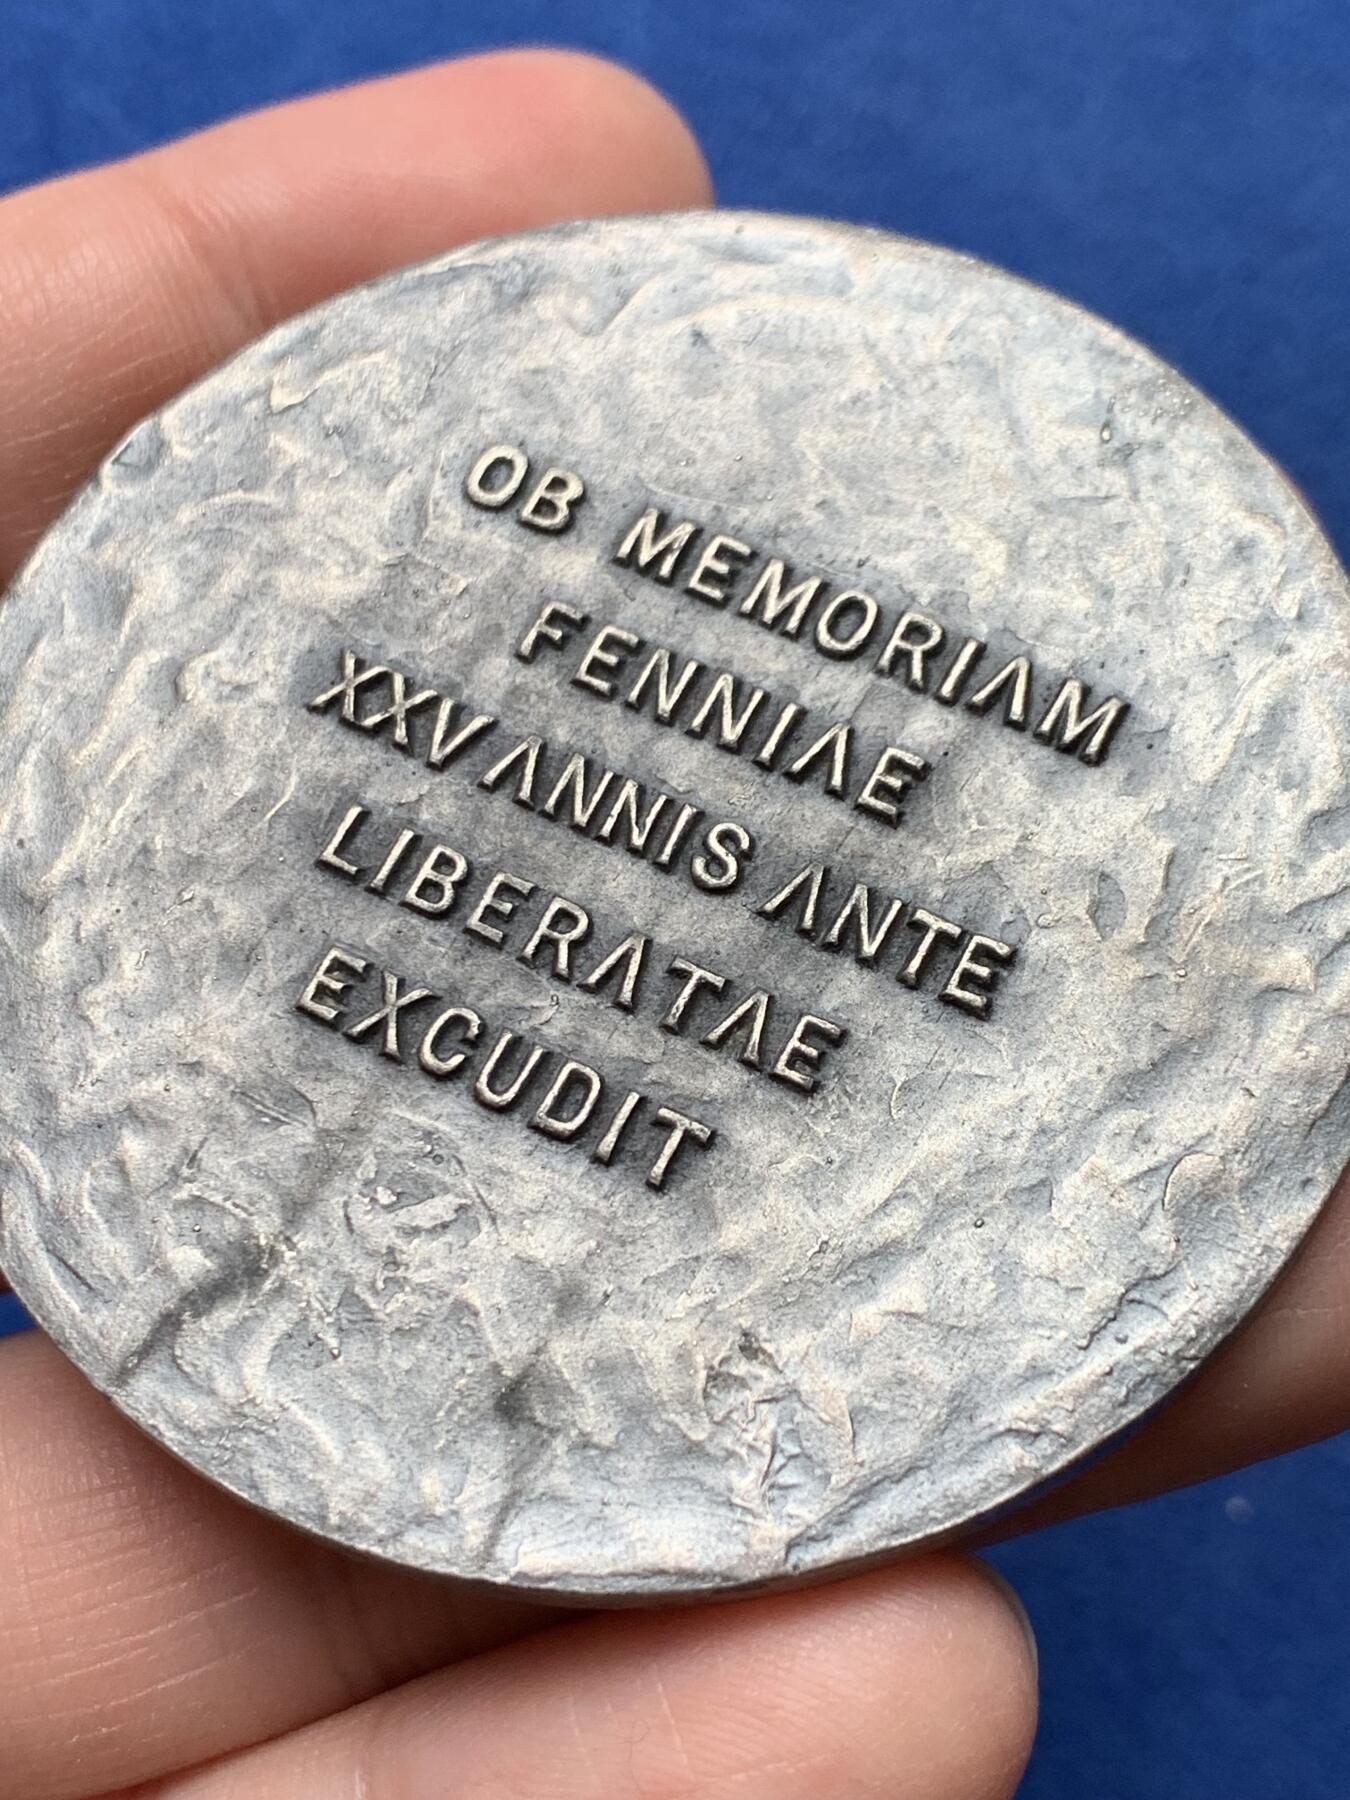 OB MEMORIAM
FENNIAE
XXV ANNIS ANTE
LIBERATAE
EXCUDIT